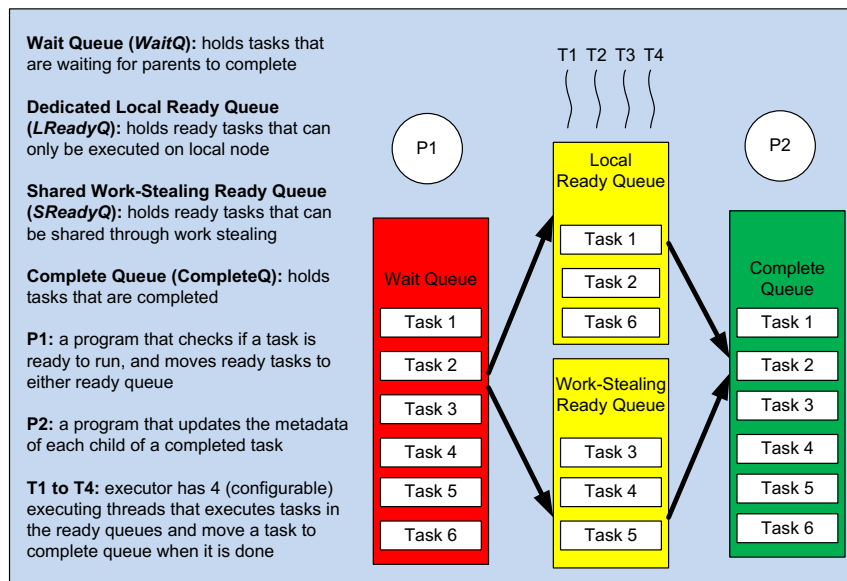 Wait Queue (WaitQ): holds tasks that
are waiting for parents to complete
Dedicated Local Ready Queue
(LReadyQ): holds ready tasks that can
only be executed on local node
Shared Work-Stealing Ready Queue
(SReadyQ): holds ready tasks that can
be shared through work stealing
Complete Queue (CompleteQ): holds
tasks that are completed
P1: a program that checks if a task is
ready to run, and moves ready tasks to
either ready queue
P2: a program that updates the metadata
of each child of a completed task
T1 to T4: executor has 4 (configurable)
executing threads that executes tasks in
the ready queues and move a task to
complete queue when it is done
P1
Wait Queue
Task 1
Task 2
Task 3
Task 4
Task 5
Task 6
T1 T2 T3 T4
Local
Ready Queue
Task 1
Task 2
Task 6
Work-Stealing
Ready Queue
Task 3
Task 4
Task 5
P2
Complete
Queue
Task 1
Task 2
Task 3
Task 4
Task 5
Task 6